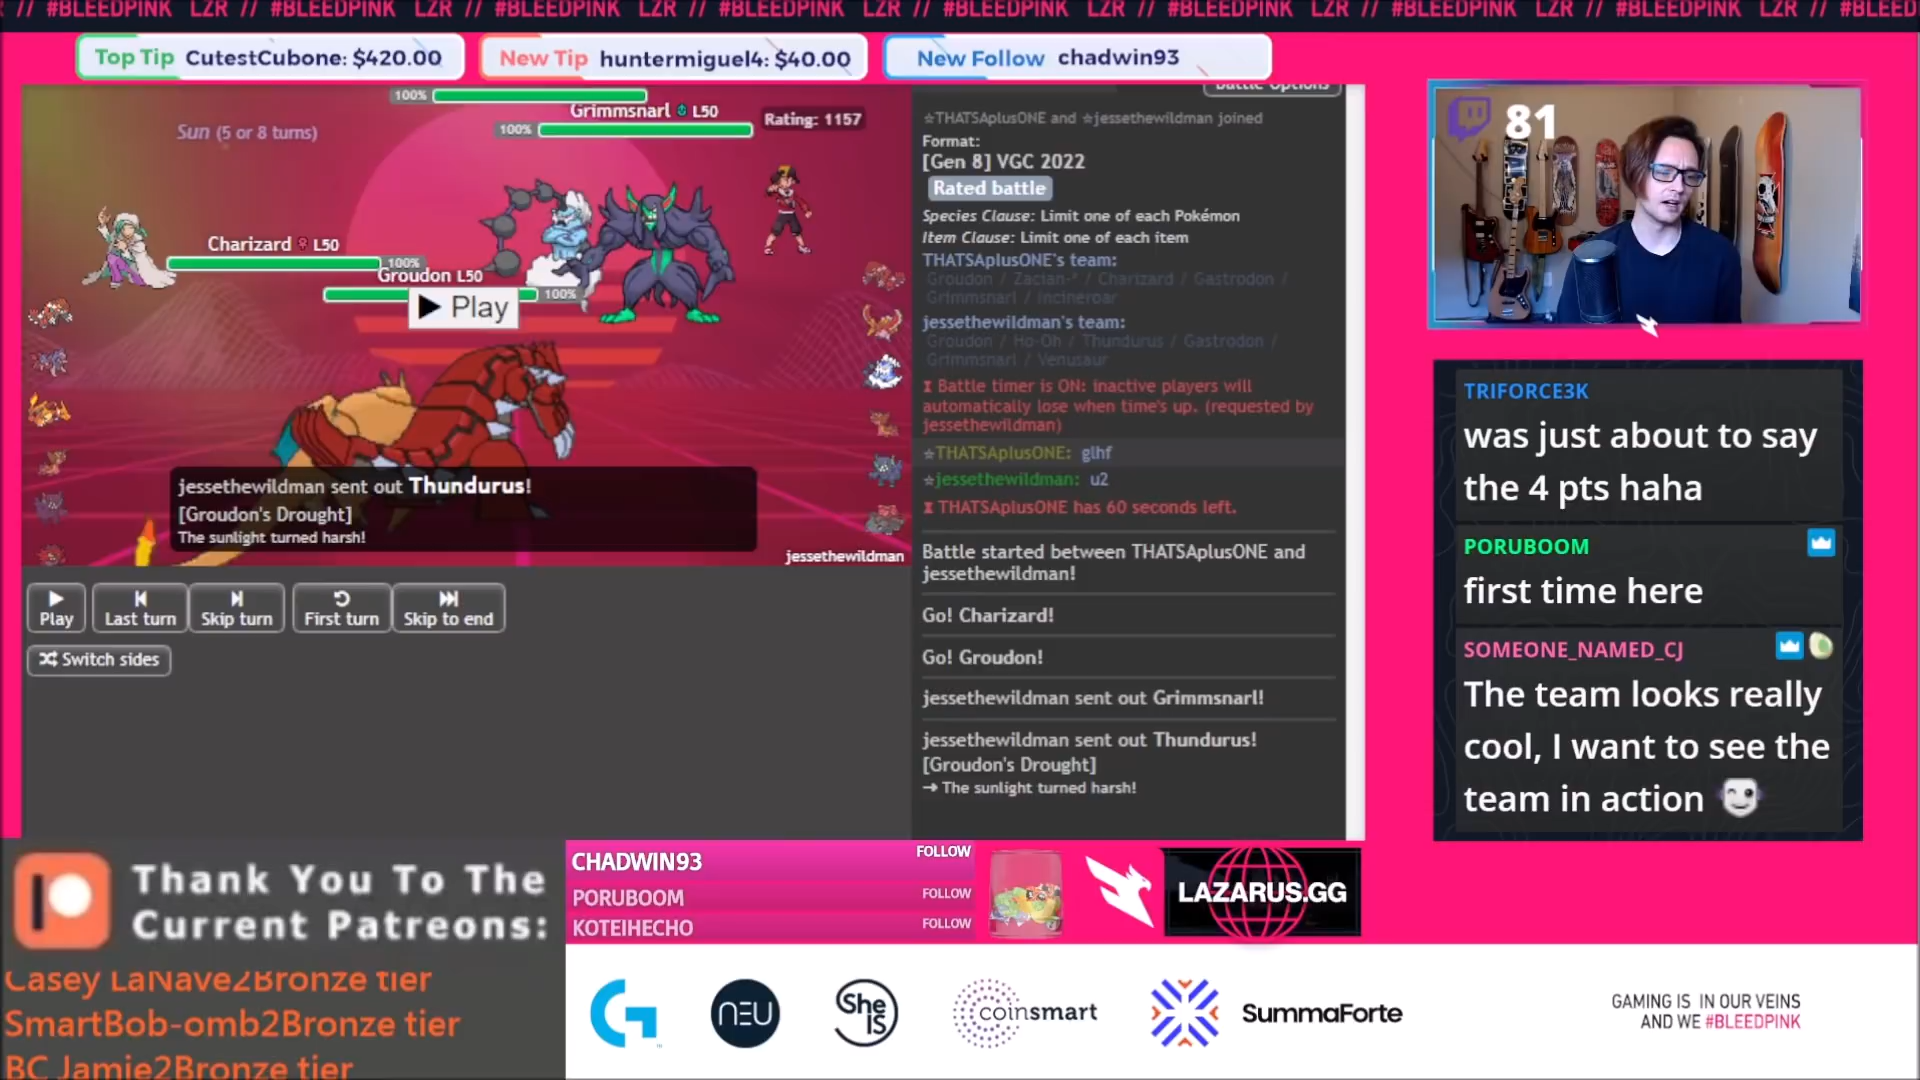 // #BLEEDPINK LZR // #BLEEDPINK LZR // #BLEEDPINK LZR // #BLEEDPINK LZR // #BLEEDPINK LZR // #BLEEDPINK LZR // #BLEEDPINK LZR // #BLEEDPINK LZR // #BLEED
Top Tip CutestCubone: $420.00
New Tip huntermiguel4: $40.00
New Follow chadwin93
100%
Grimmsnarl L50
100%
Rating: 1157
Sun (5 or 8 turns)
Charizard L50
100%
Groudon L50
100%
Play
jessethewildman sent out Thundurus!
[Groudon's Drought]
The sunlight turned harsh!
jessethewildman
Play
Last turn
Skip turn
First turn
Skip to end
Switch sides
Battle Options
☆THATSAplusONE and ☆jessethewildman joined
Format:
[Gen 8] VGC 2022
Rated battle
Species Clause: Limit one of each Pokémon
Item Clause: Limit one of each item
THATSAplusONE's team:
Groudon / Zacian-* / Charizard / Gastrodon /
Grimmsnarl / Incineroar
jessethewildman's team:
Groudon / Ho-Oh / Thundurus / Gastrodon /
Grimmsnarl / Venusaur
Battle timer is ON: inactive players will
automatically lose when time's up. (requested by
jessethewildman)
☆THATSAplusONE: glhf
☆jessethewildman: u2
THATSAplusONE has 60 seconds left.
Battle started between THATSAplusONE and
jessethewildman!
Go! Charizard!
Go! Groudon!
jessethewildman sent out Grimmsnarl!
jessethewildman sent out Thundurus!
[Groudon's Drought]
→ The sunlight turned harsh!
81
TRIFORCE3K
was just about to say
the 4 pts haha
PORUBOOM
first time here
SOMEONE_NAMED_CJ
The team looks really
cool, I want to see the
team in action
Thank You To The
Current Patreons:
Casey LaNave2Bronze tier
SmartBob-omb2Bronze tier
BC Jamie2Bronze tier
CHADWIN93 FOLLOW
PORUBOOM FOLLOW
KOTEIHECHO FOLLOW
LAZARUS.GG
G
NEU
She
IS
coinsmart
SummaForte
GAMING IS IN OUR VEINS
AND WE #BLEEDPINK